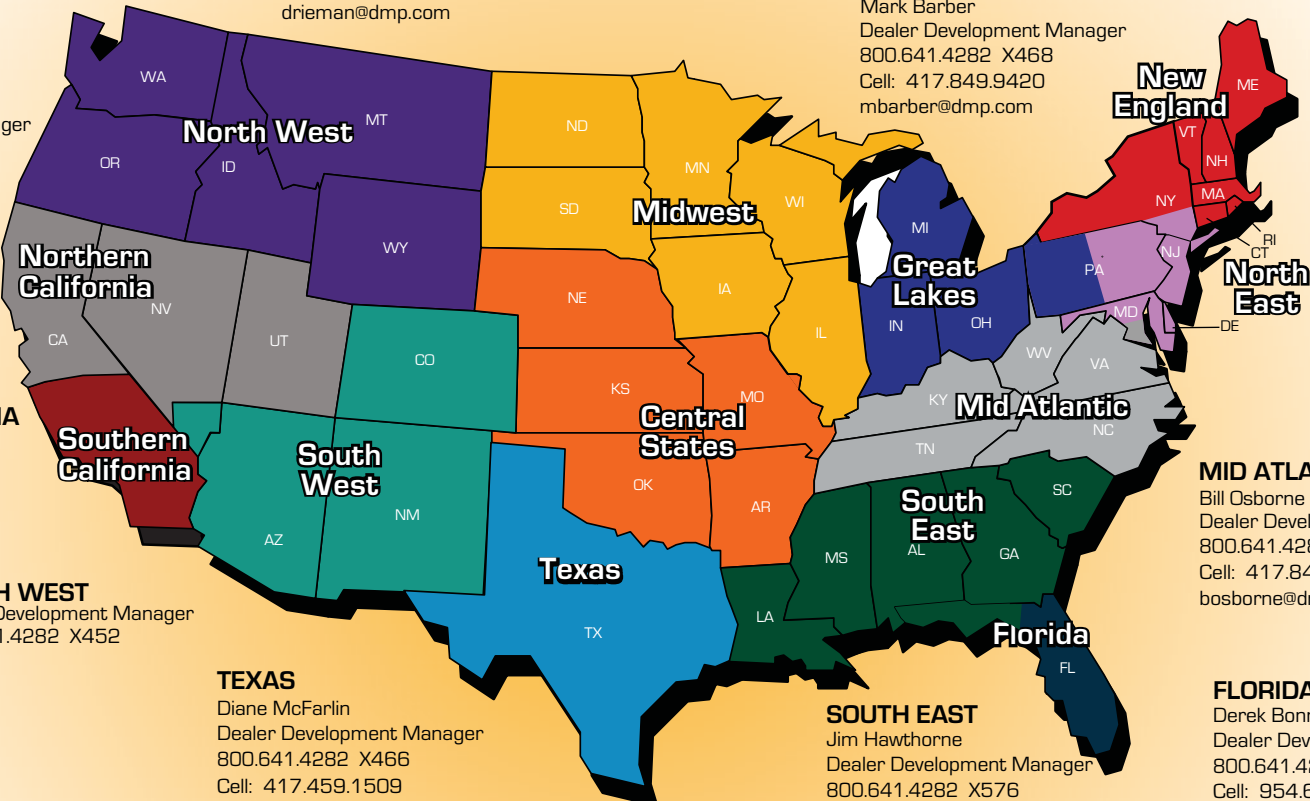 drieman@dmp.com
Mark Barber
Dealer Development Manager
800.641.4282 X468
Cell: 417.849.9420
mbarber@dmp.com
ger
WA
OR
ID
MT
WY
North West
Northern
California
CA
NV
UT
Southern
California
IA
CO
AZ
NM
South
West
ND
SD
MN
WI
IA
IL
Midwest
NE
KS
MO
OK
AR
Central
States
TX
Texas
MI
IN
OH
PA
Great
Lakes
New
England
ME
VT
NH
MA
NY
RI
CT
NJ
MD
DE
North
East
WV
VA
KY
TN
NC
Mid Atlantic
MS
AL
GA
SC
LA
South
East
Florida
FL
H WEST
Development Manager
1.4282 X452
TEXAS
Diane McFarlin
Dealer Development Manager
800.641.4282 X466
Cell: 417.459.1509
SOUTH EAST
Jim Hawthorne
Dealer Development Manager
800.641.4282 X576
MID ATLA
Bill Osborne
Dealer Devel
800.641.428
Cell: 417.84
bosborne@d
FLORIDA
Derek Bonn
Dealer Dev
800.641.42
Cell: 954.6